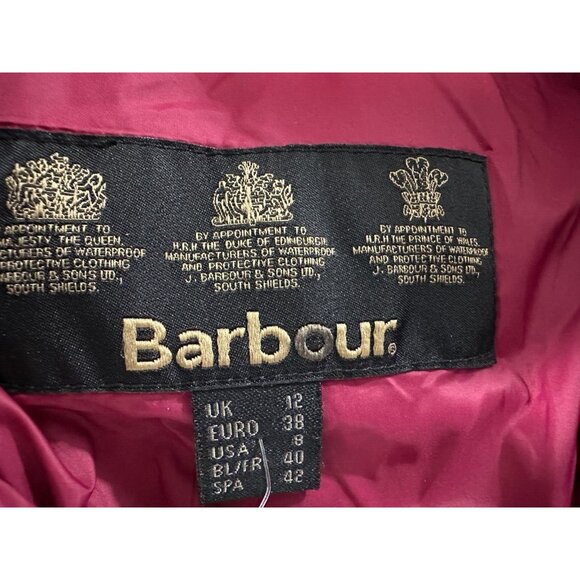 APPOINTMENT TO
MAJESTY THE QUEEN.
CTURERS OF WATERPROOF
PROTECTIVE CLOTHING
BOUR & SONS LTD.,
SOUTH SHIELDS.
BY APPOINTMENT TO
H.R.H THE DUKE OF EDINBURGH
MANUFACTURERS OF WATERPROOF
AND PROTECTIVE CLOTHING
J. BARBOUR & SONS LTD.,
SOUTH SHIELDS.
BY APPOINTMENT TO
H.R.H THE PRINCE OF WALES.
MANUFACTURERS OF WATERPROOF
AND PROTECTIVE CLOTHING
J. BARBOUR & SONS LTD.,
SOUTH SHIELDS.
Barbour®
UK 12
EURO 38
USA 8
BL/FR 40
SPA 42